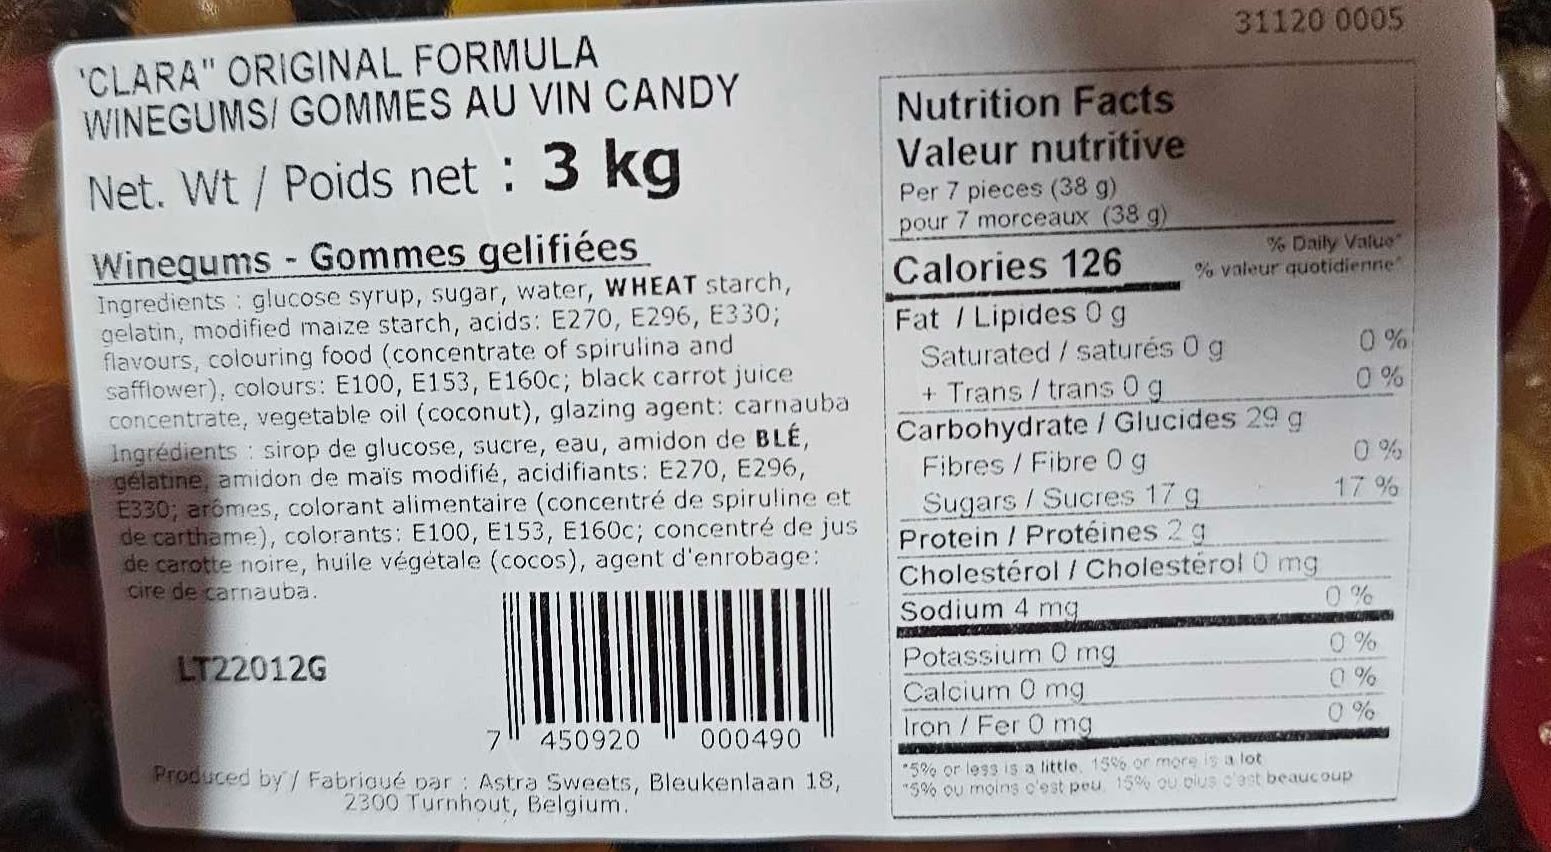 31120 0005
'CLARA" ORIGINAL FORMULA
WINEGUMS/ GOMMES AU VIN CANDY
Net. Wt / Poids net : 3 kg
Winegums - Gommes gelifiées
Ingredients : glucose syrup, sugar, water, WHEAT starch,
gelatin, modified maize starch, acids: E270, E296, E330;
flavours, colouring food (concentrate of spirulina and
safflower), colours: E100, E153, E160c; black carrot juice
concentrate, vegetable oil (coconut), glazing agent: carnauba
Ingrédients : sirop de glucose, sucre, eau, amidon de BLÉ,
gélatine, amidon de maïs modifié, acidifiants: E270, E296,
E330; arômes, colorant alimentaire (concentré de spiruline et
de carthame), colorants: E100, E153, E160c; concentré de jus
de carotte noire, huile végétale (cocos), agent d'enrobage:
cire de carnauba.
LT22012G
7 450920 000490
Produced by / Fabriqué par : Astra Sweets, Bleukenlaan 18,
2300 Turnhout, Belgium.
Nutrition Facts
Valeur nutritive
Per 7 pieces (38 g)
pour 7 morceaux (38 g)
% Daily Value*
Calories 126 % valeur quotidienne*
Fat / Lipides 0 g
Saturated / saturés 0 g 0 %
+ Trans / trans 0 g 0 %
Carbohydrate / Glucides 29 g
Fibres / Fibre 0 g 0 %
Sugars / Sucres 17 g 17 %
Protein / Protéines 2 g
Cholestérol / Cholestérol 0 mg
Sodium 4 mg 0 %
Potassium 0 mg 0 %
Calcium 0 mg 0 %
Iron / Fer 0 mg 0 %
*5% or less is a little, 15% or more is a lot
*5% ou moins c'est peu, 15% ou plus c'est beaucoup